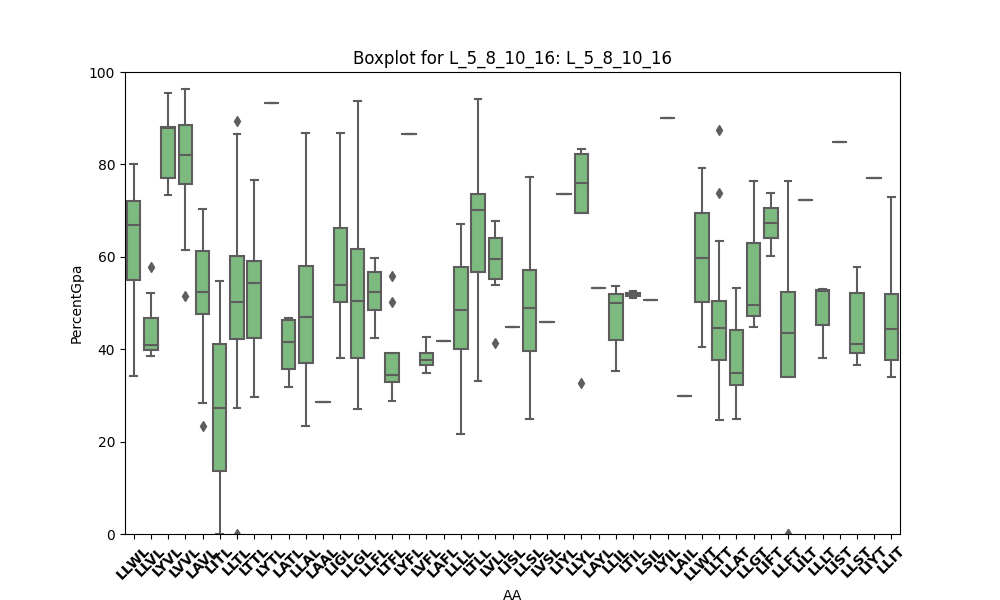 Boxplot for L_5_8_10_16: L_5_8_10_16
PercentGpa
100
80
60
40
20
0
LLWL LLVL LYVL LVVL LAVL LITL LLTL LTTL LYTL LATL LLAL LAAL LIGL LLGL LLFL LTFL LYFL LVFL LAFL LLLL LTLL LVLL LISL LLSL LVSL LIYL LLYL LAYL LLIL LTIL LSIL LYIL LAIL LLWT LLTT LLAT LLGT LIFT LLFT LILT LLLT LIST LLST LIYT LLIT
AA